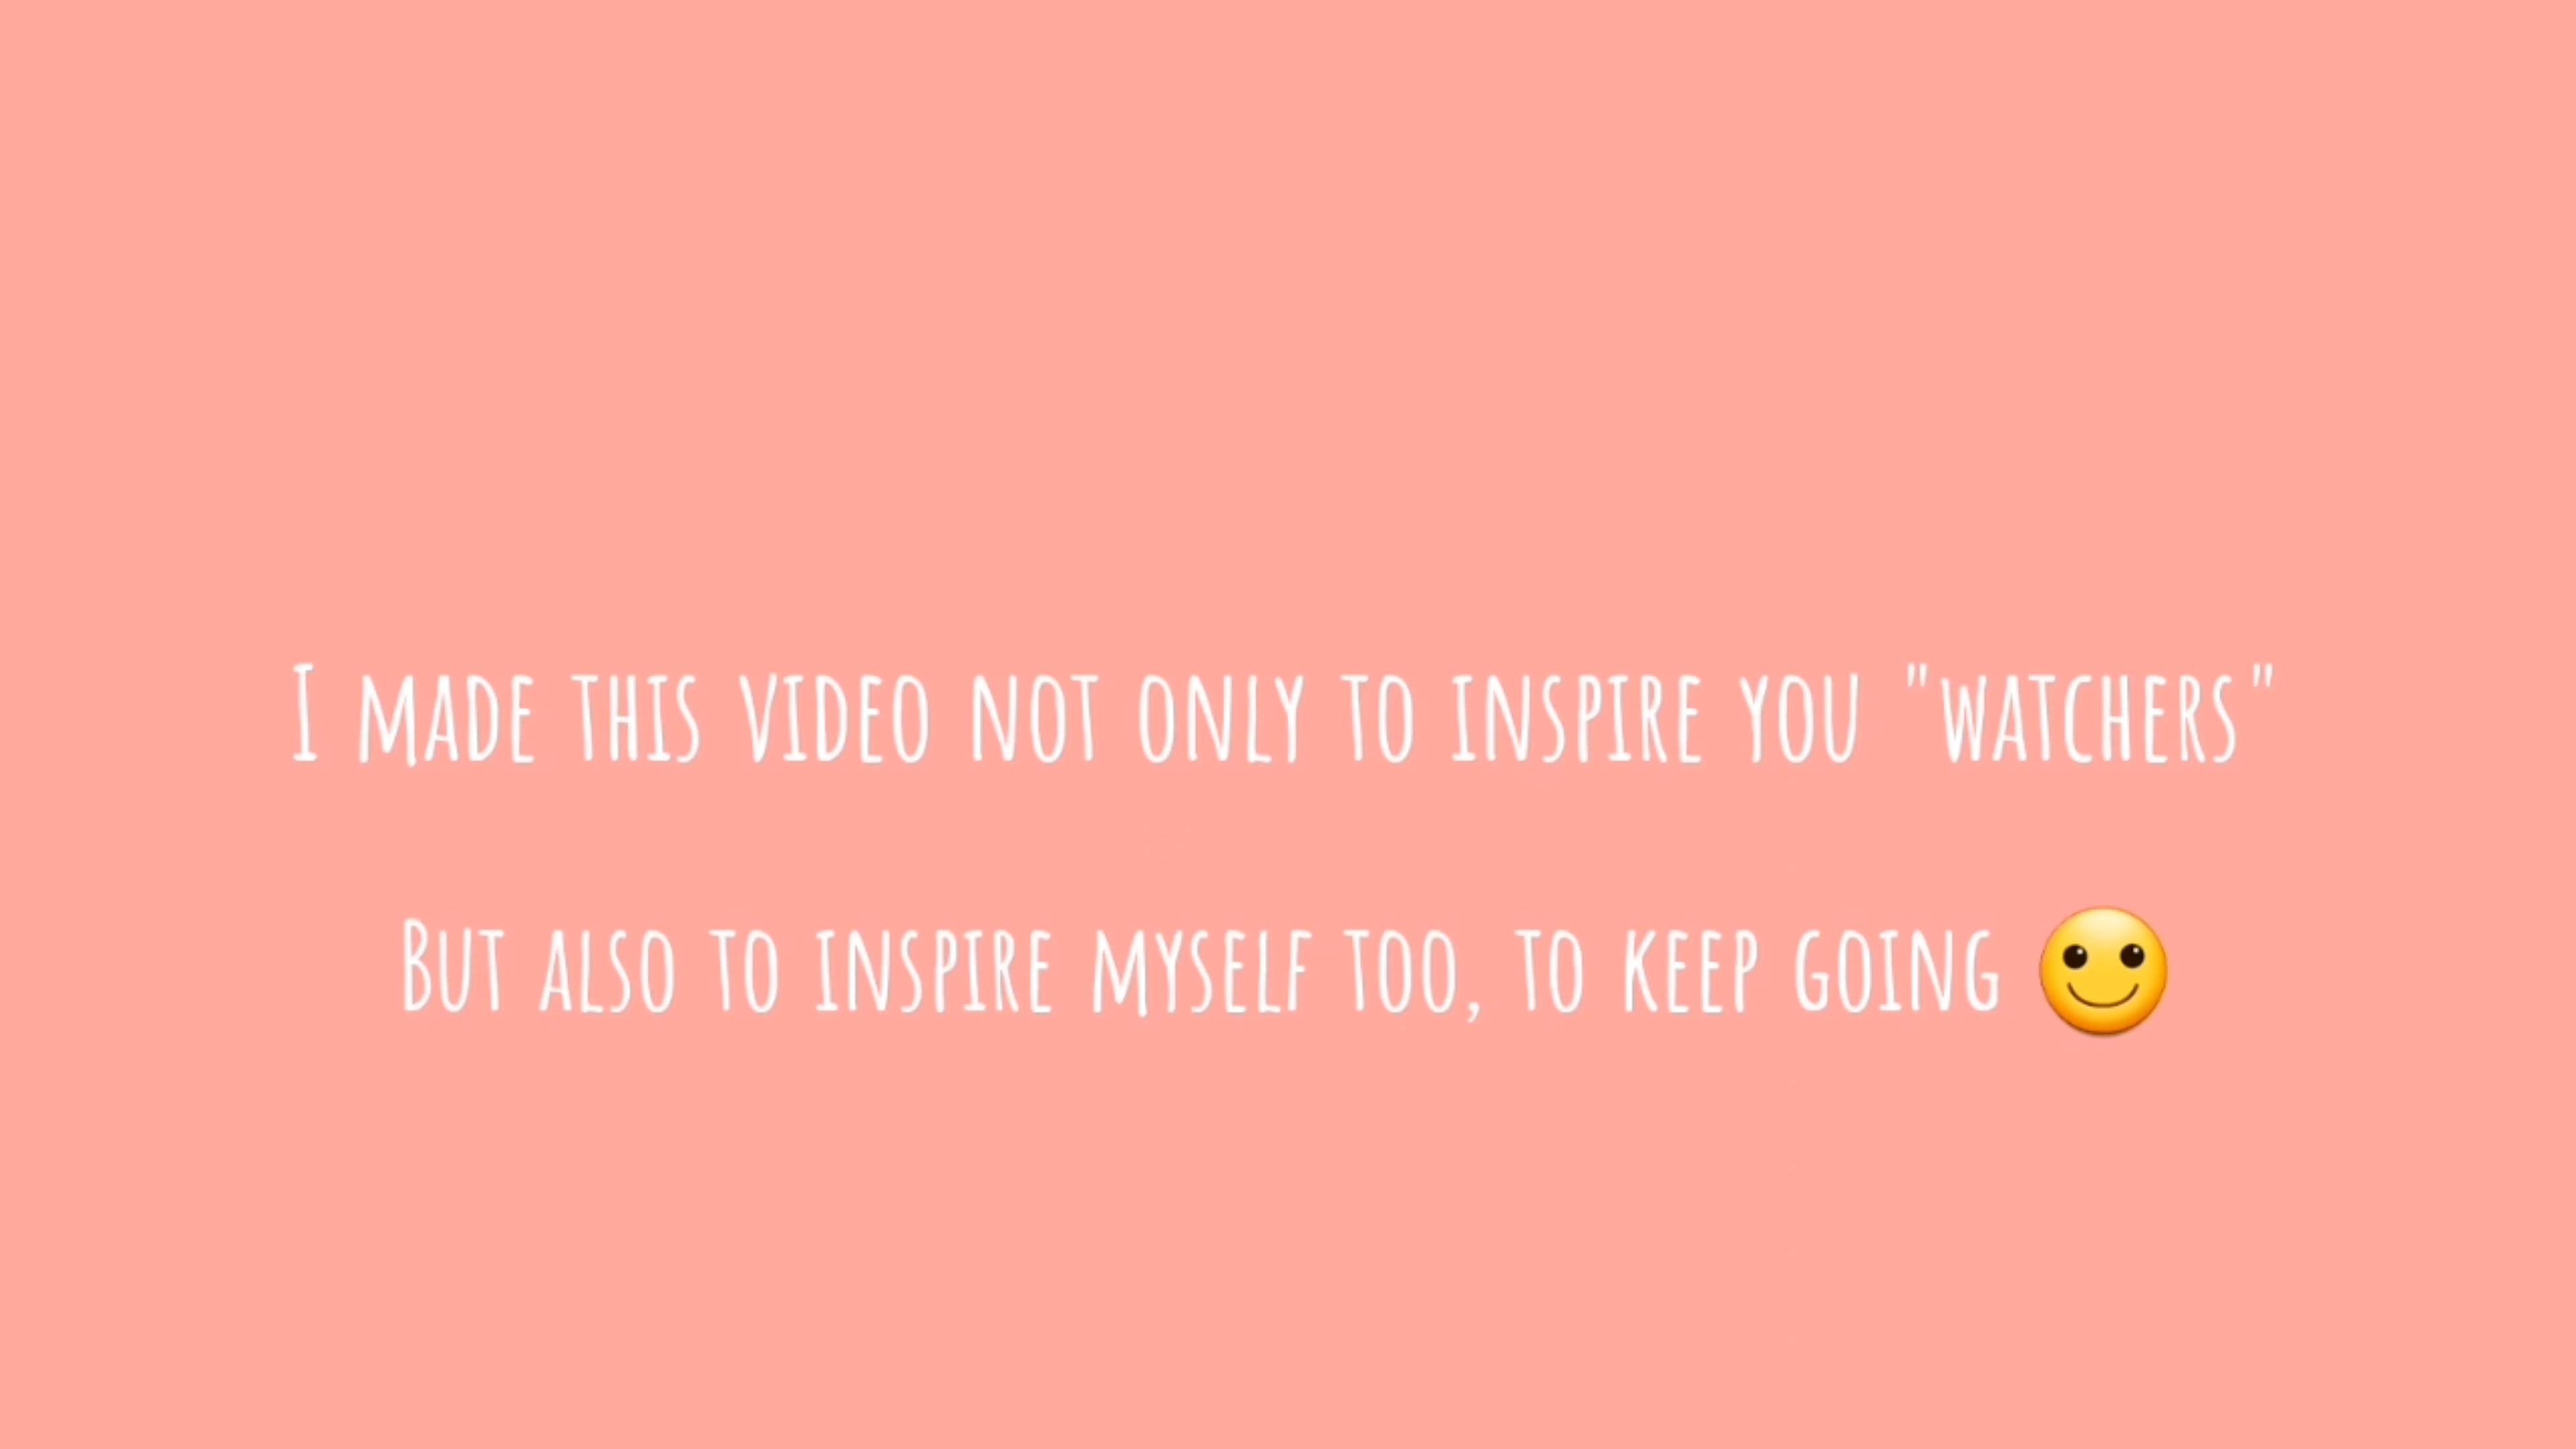 I made this video not only to inspire you "watchers"
But also to inspire myself too, to keep going 🙂